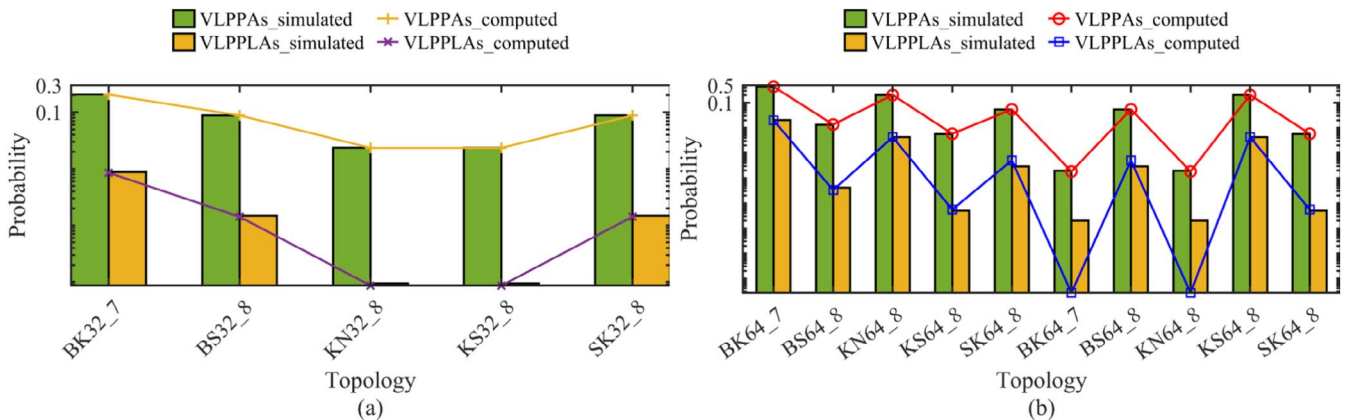 VLPPAs_simulated VLPPAs_computed
VLPPLAs_simulated VLPPLAs_computed
0.3
0.1
Probability
BK32_7 BS32_8 KN32_8 KS32_8 SK32_8
Topology
(a)
VLPPAs_simulated VLPPAs_computed
VLPPLAs_simulated VLPPLAs_computed
0.5
0.1
Probability
BK64_7 BS64_8 KN64_8 KS64_8 SK64_8 BK64_7 BS64_8 KN64_8 KS64_8 SK64_8
Topology
(b)